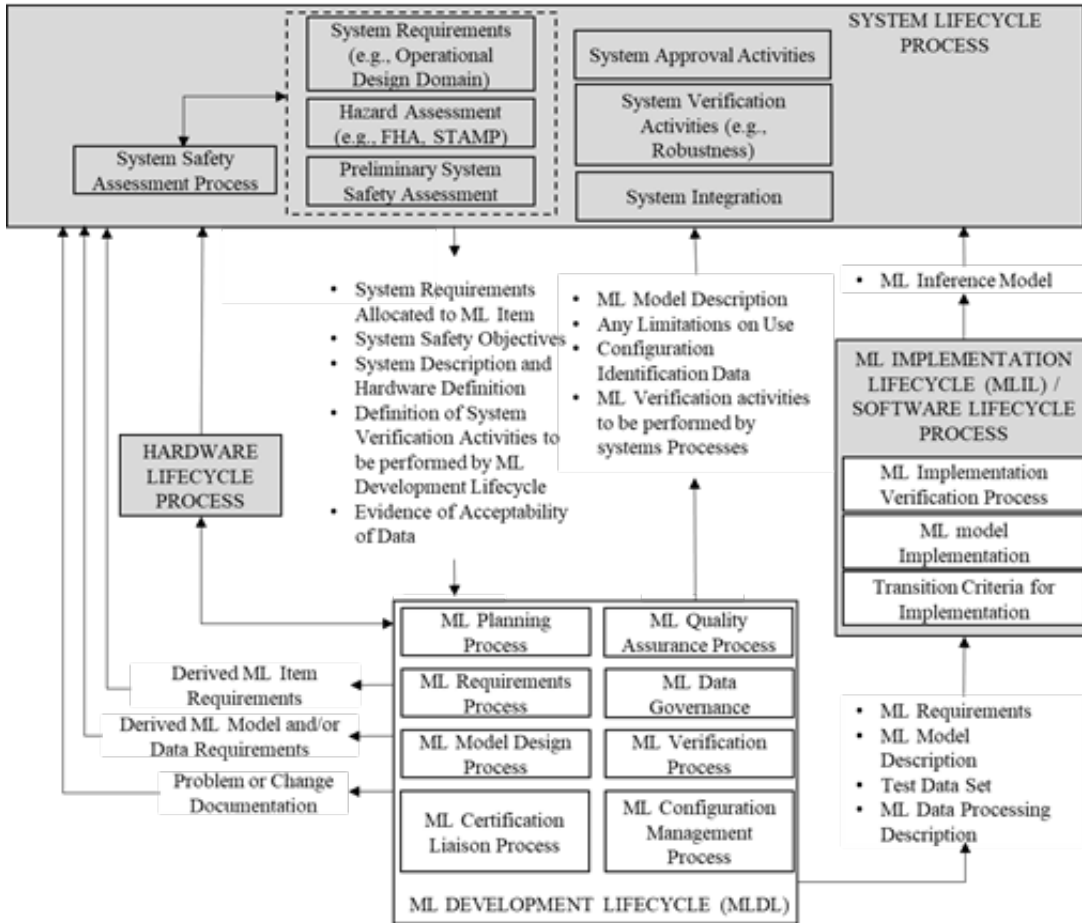 SYSTEM LIFECYCLE
PROCESS
System Requirements
(e.g., Operational
Design Domain)
Hazard Assessment
(e.g., FHA, STAMP)
Preliminary System
Safety Assessment
System Safety
Assessment Process
System Approval Activities
System Verification
Activities (e.g.,
Robustness)
System Integration
• System Requirements
Allocated to ML Item
• System Safety Objectives
• System Description and
Hardware Definition
• Definition of System
Verification Activities to
be performed by ML
Development Lifecycle
• Evidence of Acceptability
of Data
• ML Model Description
• Any Limitations on Use
• Configuration
Identification Data
• ML Verification activities
to be performed by
systems Processes
• ML Inference Model
ML IMPLEMENTATION
LIFECYCLE (MLIL) /
SOFTWARE LIFECYCLE
PROCESS
ML Implementation
Verification Process
ML model
Implementation
Transition Criteria for
Implementation
HARDWARE
LIFECYCLE
PROCESS
Derived ML Item
Requirements
Derived ML Model and/or
Data Requirements
Problem or Change
Documentation
ML Planning
Process
ML Quality
Assurance Process
ML Requirements
Process
ML Data
Governance
ML Model Design
Process
ML Verification
Process
ML Certification
Liaison Process
ML Configuration
Management
Process
ML DEVELOPMENT LIFECYCLE (MLDL)
• ML Requirements
• ML Model
Description
• Test Data Set
• ML Data Processing
Description